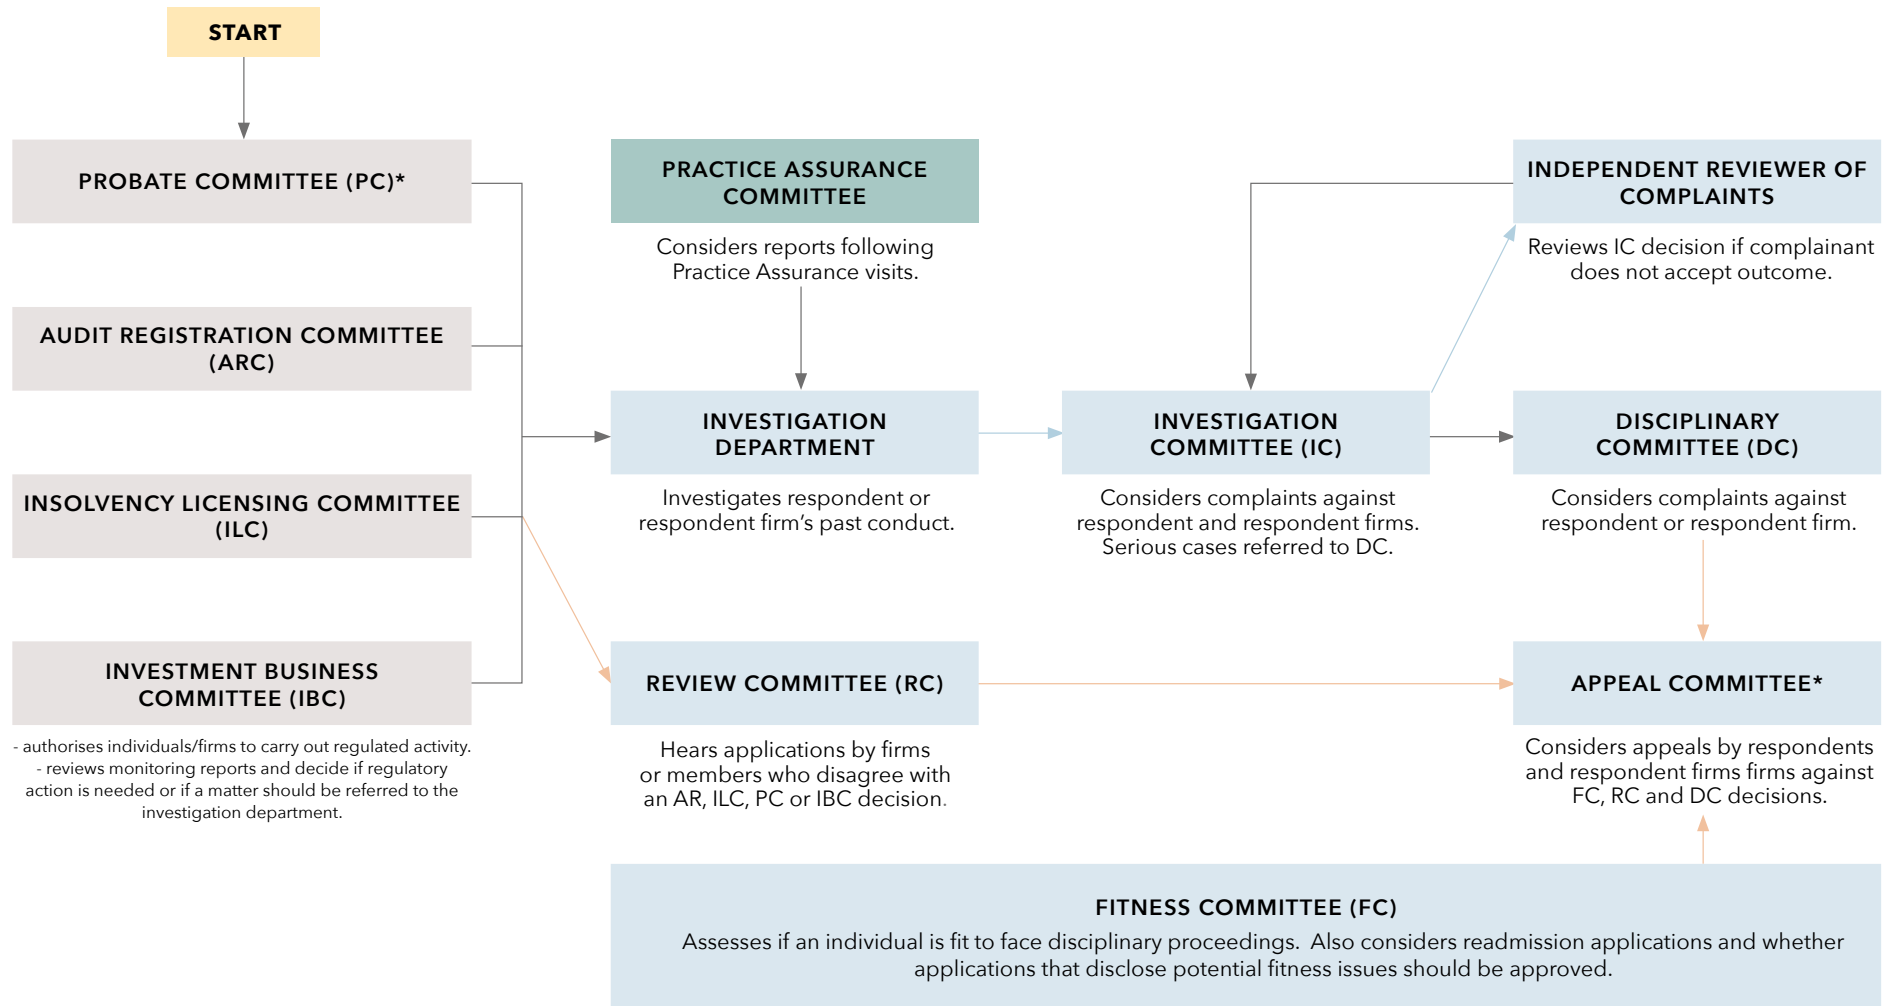 START
PROBATE COMMITTEE (PC)*
AUDIT REGISTRATION COMMITTEE
(ARC)
INSOLVENCY LICENSING COMMITTEE
(ILC)
INVESTMENT BUSINESS
COMMITTEE (IBC)
- authorises individuals/firms to carry out regulated activity.
- reviews monitoring reports and decide if regulatory
action is needed or if a matter should be referred to the
investigation department.
PRACTICE ASSURANCE
COMMITTEE
Considers reports following
Practice Assurance visits.
INVESTIGATION
DEPARTMENT
Investigates respondent or
respondent firm's past conduct.
REVIEW COMMITTEE (RC)
Hears applications by firms
or members who disagree with
an AR, ILC, PC or IBC decision.
INVESTIGATION
COMMITTEE (IC)
Considers complaints against
respondent and respondent firms.
Serious cases referred to DC.
INDEPENDENT REVIEWER OF
COMPLAINTS
Reviews IC decision if complainant
does not accept outcome.
DISCIPLINARY
COMMITTEE (DC)
Considers complaints against
respondent or respondent firm.
APPEAL COMMITTEE*
Considers appeals by respondents
and respondent firms firms against
FC, RC and DC decisions.
FITNESS COMMITTEE (FC)
Assesses if an individual is fit to face disciplinary proceedings.  Also considers readmission applications and whether
applications that disclose potential fitness issues should be approved.